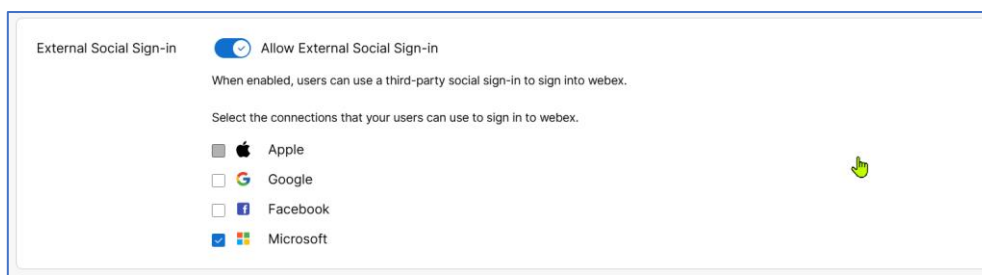 External Social Sign-in
Allow External Social Sign-in
When enabled, users can use a third-party social sign-in to sign into webex.
Select the connections that your users can use to sign in to webex.
Apple
Google
Facebook
Microsoft